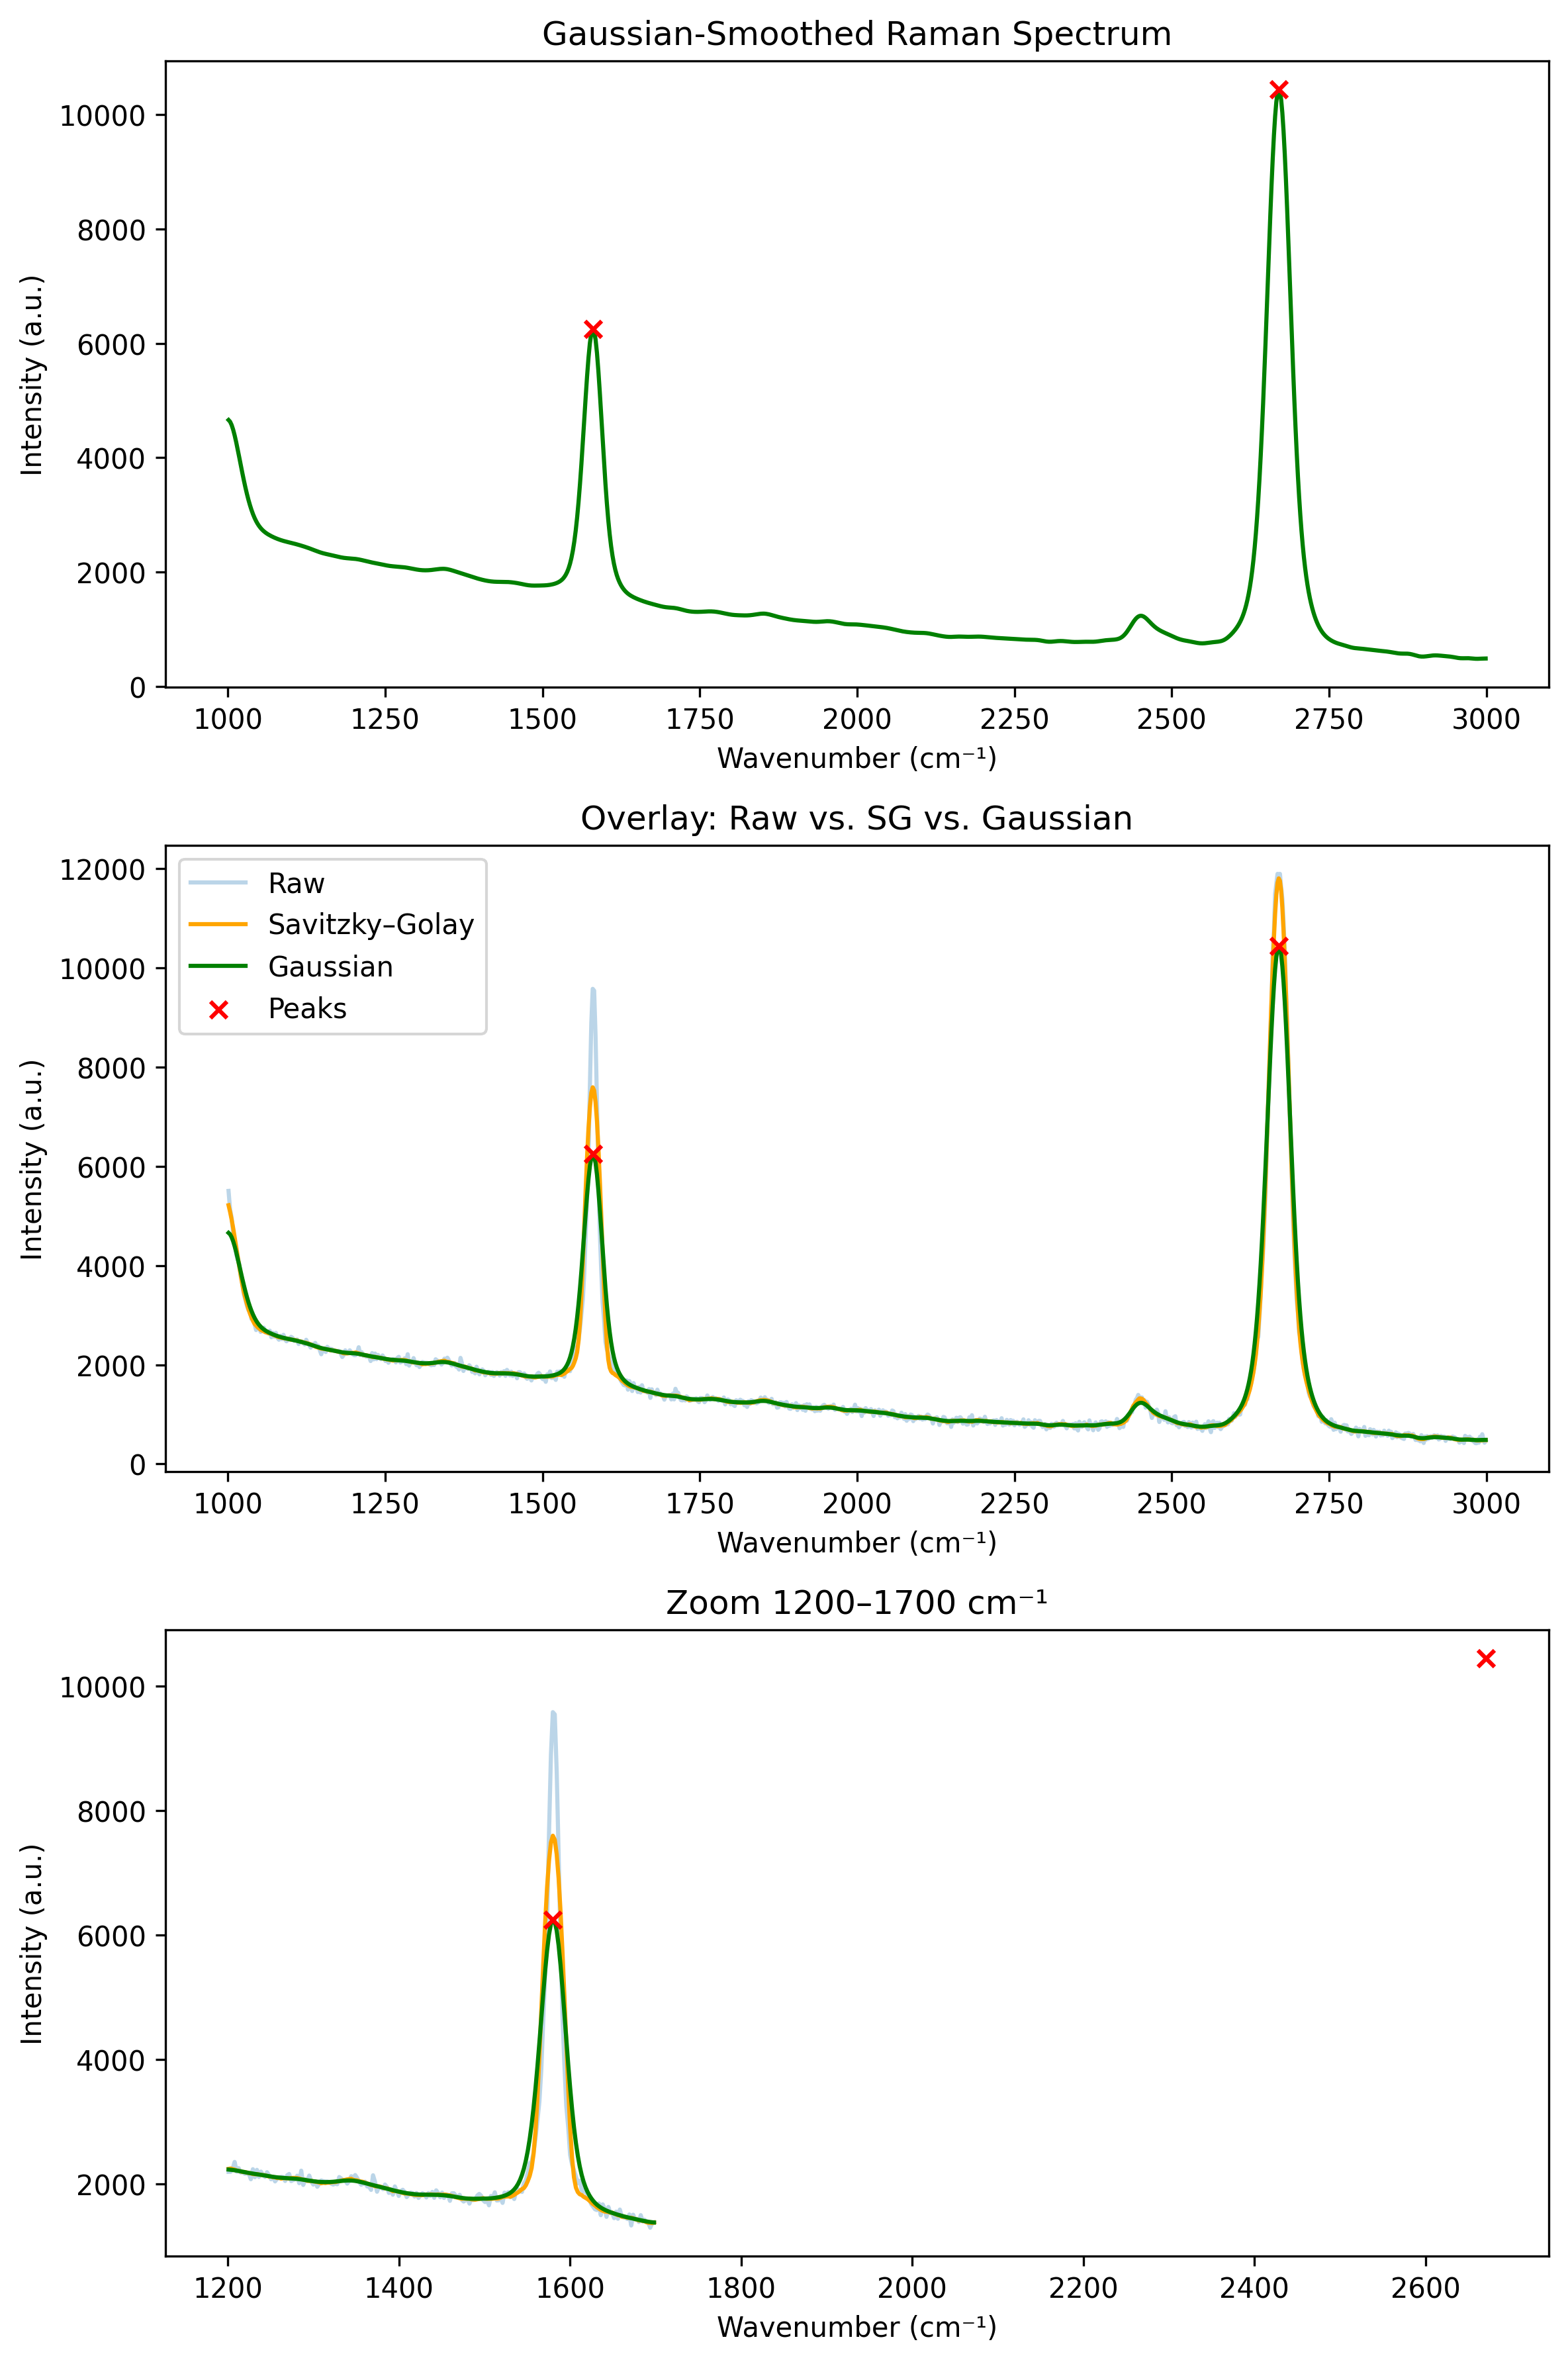 Gaussian-Smoothed Raman Spectrum
Intensity (a.u.)
10000
8000
6000
4000
2000
0
1000 1250 1500 1750 2000 2250 2500 2750 3000
Wavenumber (cm⁻¹)
Overlay: Raw vs. SG vs. Gaussian
Intensity (a.u.)
12000
10000
8000
6000
4000
2000
0
Raw
Savitzky–Golay
Gaussian
Peaks
1000 1250 1500 1750 2000 2250 2500 2750 3000
Wavenumber (cm⁻¹)
Zoom 1200–1700 cm⁻¹
Intensity (a.u.)
10000
8000
6000
4000
2000
1200 1400 1600 1800 2000 2200 2400 2600
Wavenumber (cm⁻¹)